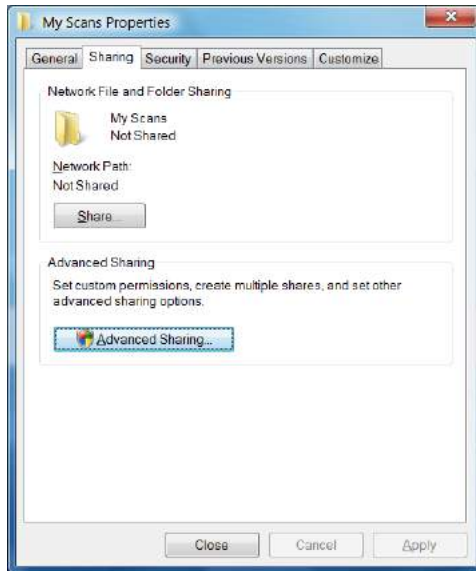 My Scans Properties
General Sharing Security Previous Versions Customize
Network File and Folder Sharing
My Scans
Not Shared
Network Path:
Not Shared
Share...
Advanced Sharing
Set custom permissions, create multiple shares, and set other
advanced sharing options.
Advanced Sharing...
Close Cancel Apply